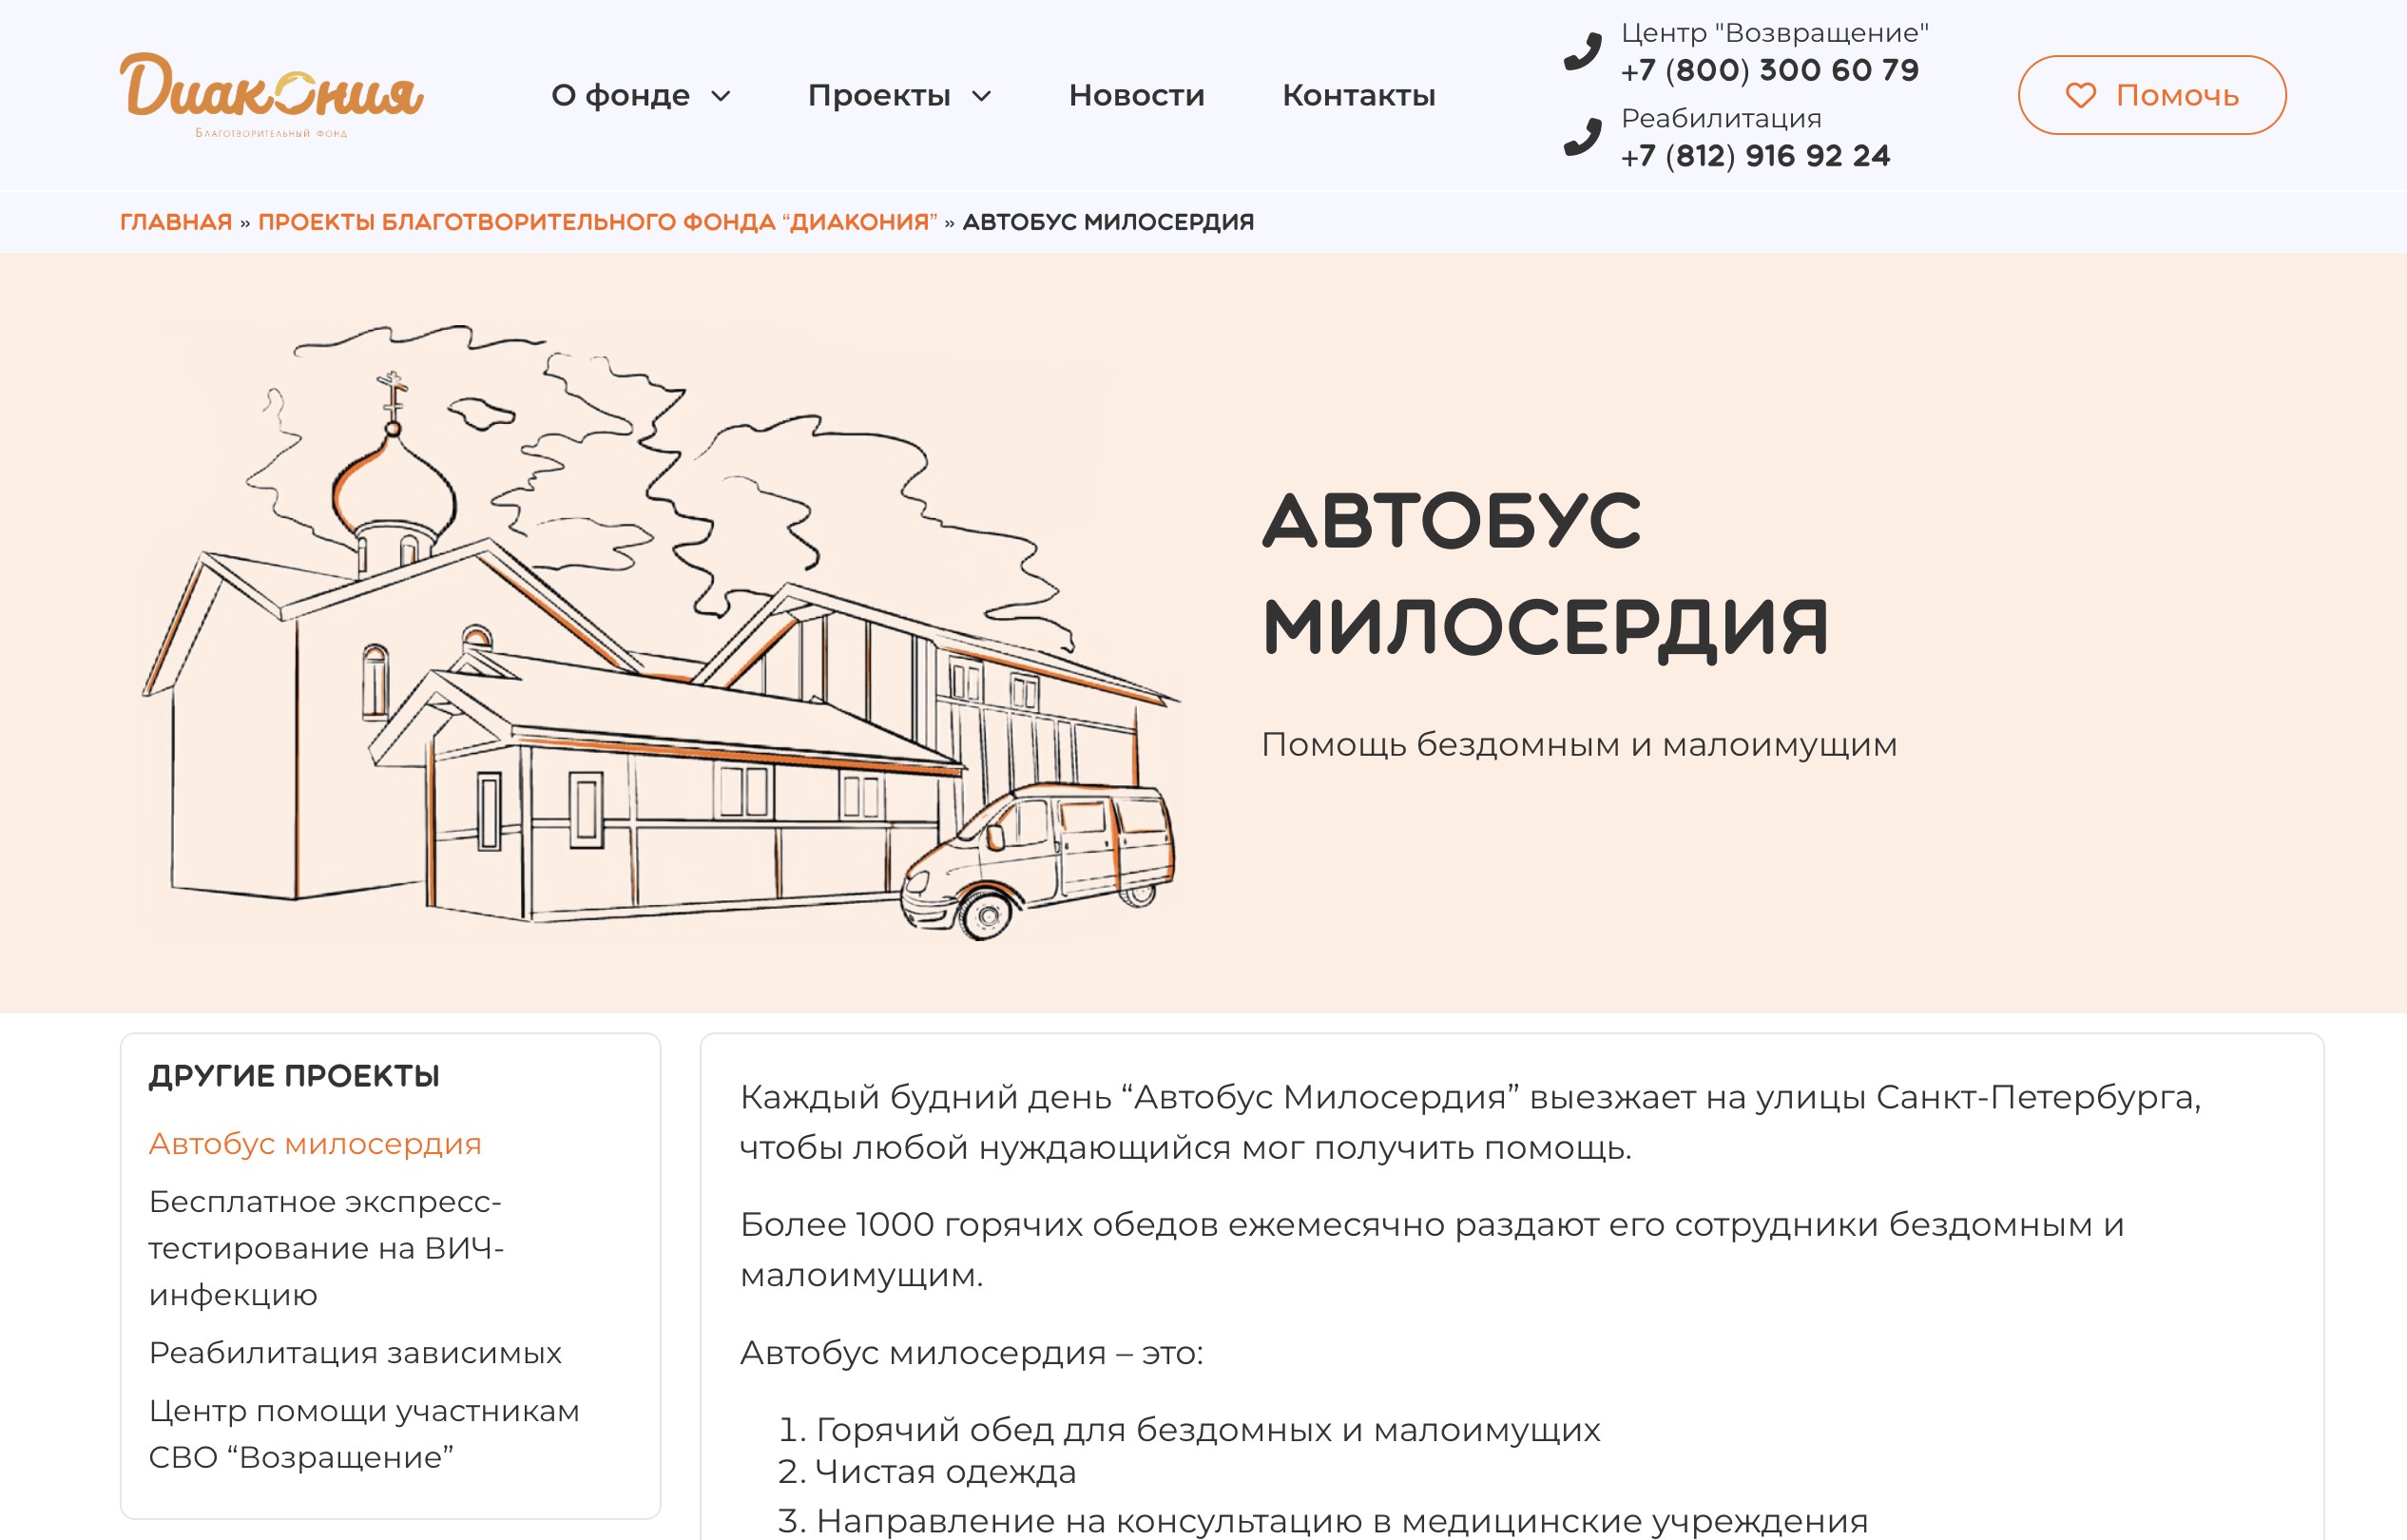 Диакония
Благотворительный фонд
О фонде
Проекты
Новости
Контакты
Центр "Возвращение"
+7 (800) 300 60 79
Реабилитация
+7 (812) 916 92 24
Помочь
ГЛАВНАЯ » ПРОЕКТЫ БЛАГОТВОРИТЕЛЬНОГО ФОНДА “ДИАКОНИЯ” » АВТОБУС МИЛОСЕРДИЯ
АВТОБУС
МИЛОСЕРДИЯ
Помощь бездомным и малоимущим
ДРУГИЕ ПРОЕКТЫ
Автобус милосердия
Бесплатное экспресс-
тестирование на ВИЧ-
инфекцию
Реабилитация зависимых
Центр помощи участникам
СВО “Возращение”
Каждый будний день “Автобус Милосердия” выезжает на улицы Санкт-Петербурга,
чтобы любой нуждающийся мог получить помощь.
Более 1000 горячих обедов ежемесячно раздают его сотрудники бездомным и
малоимущим.
Автобус милосердия – это:
1. Горячий обед для бездомных и малоимущих
2. Чистая одежда
3. Направление на консультацию в медицинские учреждения